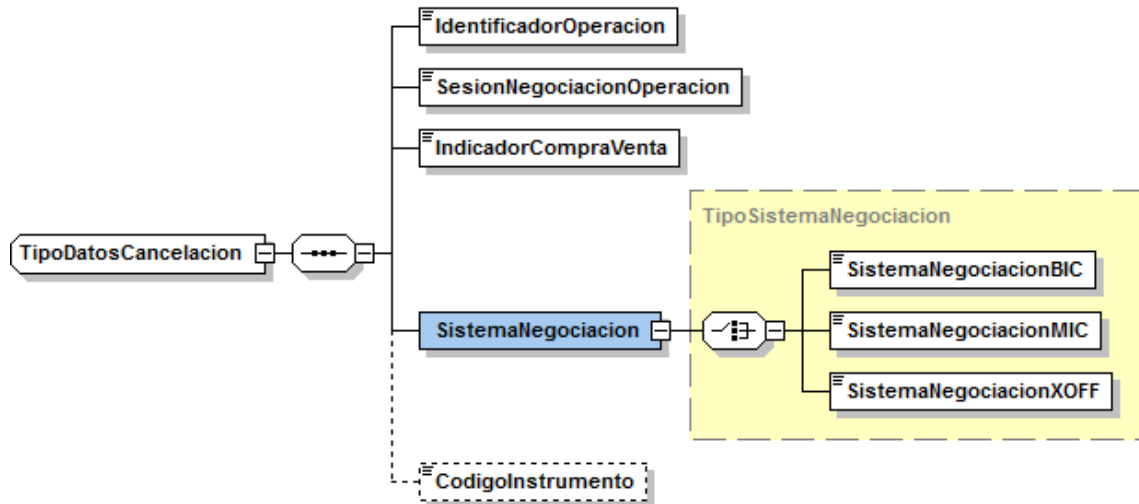 IdentificadorOperacion
SesionNegociacionOperacion
IndicadorCompraVenta
TipoSistemaNegociacion
TipoDatosCancelacion
SistemaNegociacionBIC
SistemaNegociacion
SistemaNegociacionMIC
SistemaNegociacionXOFF
CodigoInstrumento